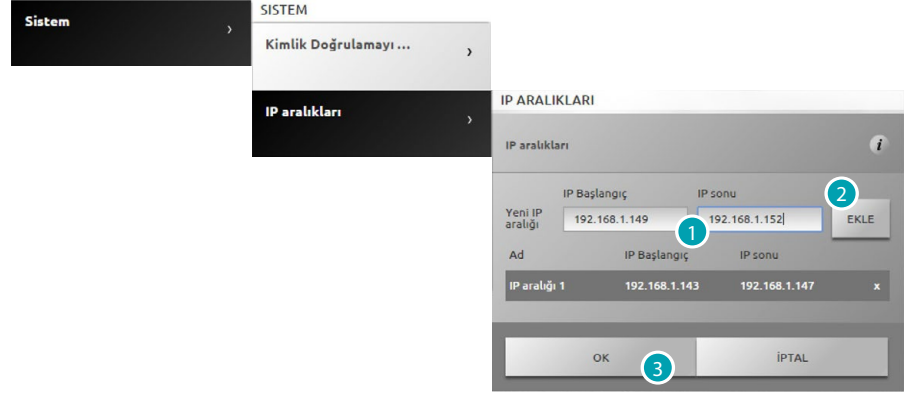 Sistem
›
SISTEM
Kimlik Doğrulamayı ...
›
IP aralıkları
›
IP ARALIKLARI
IP aralıkları
i
IP Başlangıç IP sonu
2
Yeni IP
aralığı
192.168.1.149
1
192.168.1.152
EKLE
Ad IP Başlangıç IP sonu
IP aralığı 1 192.168.1.143 192.168.1.147 x
OK
3
İPTAL